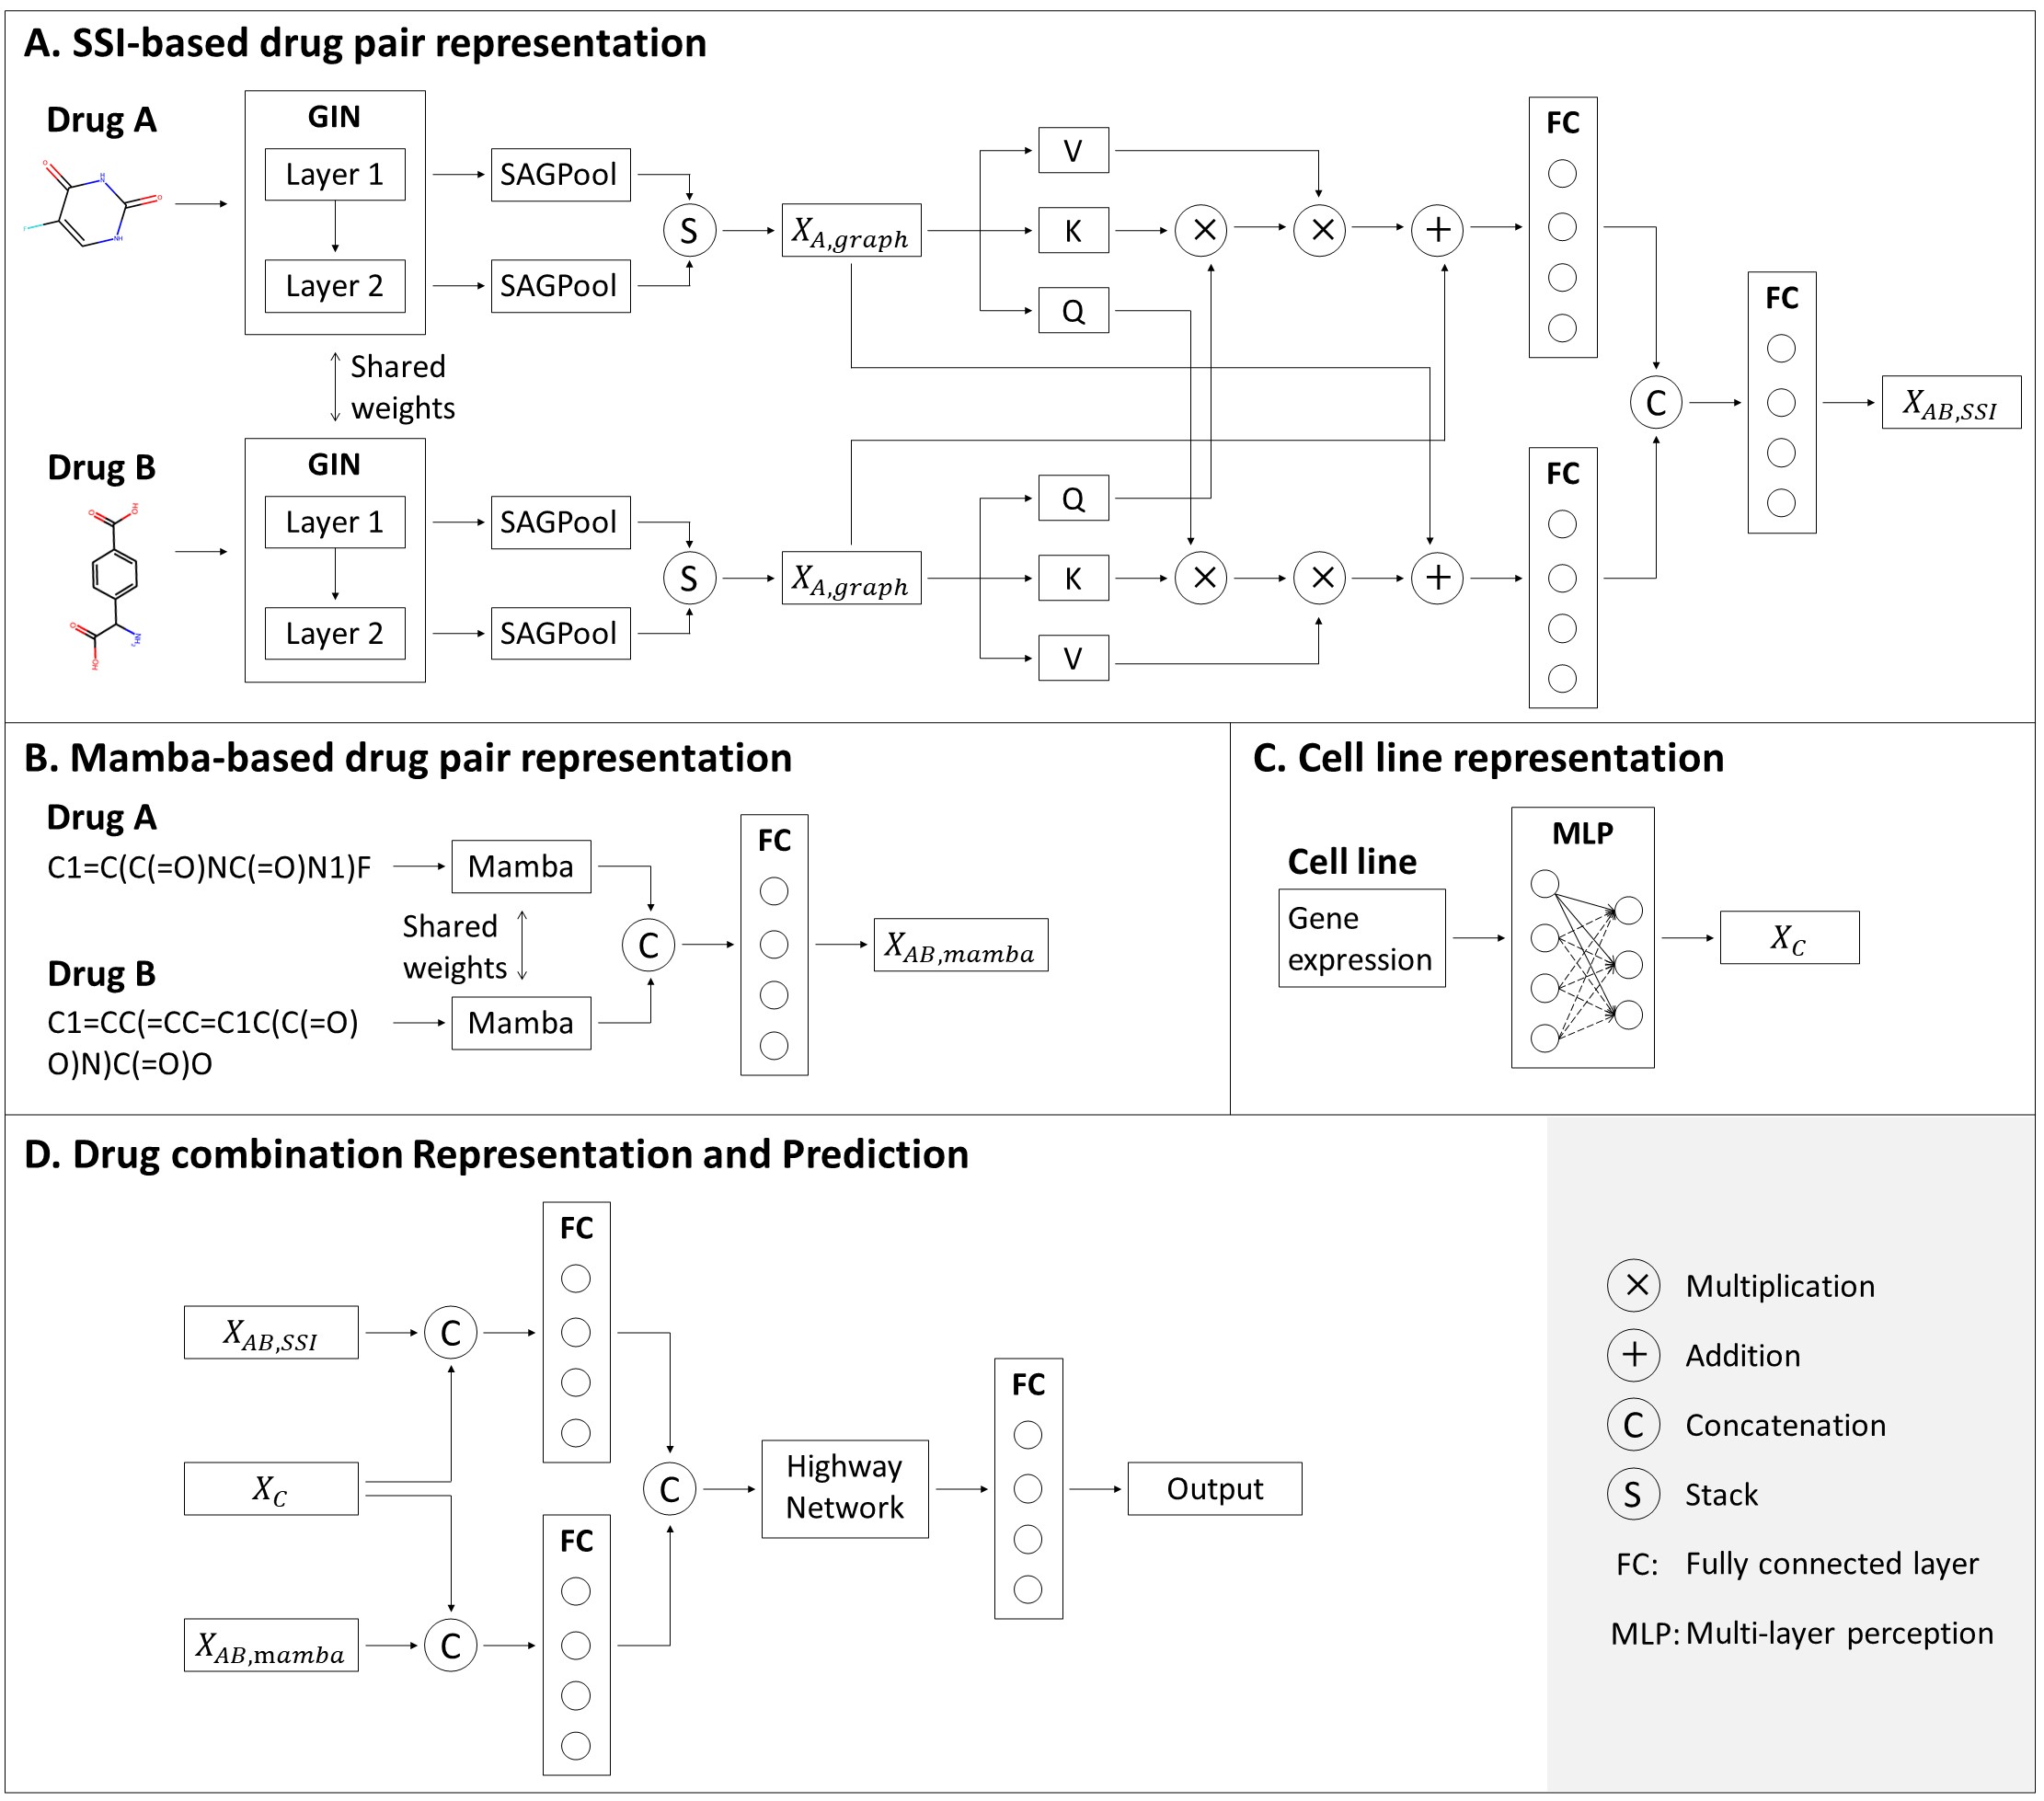 A. SSI-based drug pair representation
Drug A
GIN
Layer 1
Layer 2
SAGPool
SAGPool
S
X_{A,graph}
V
K
Q
×
×
+
FC
Shared
weights
Drug B
GIN
Layer 1
Layer 2
SAGPool
SAGPool
S
X_{A,graph}
Q
K
V
×
×
+
FC
C
FC
X_{AB,SSI}
B. Mamba-based drug pair representation
Drug A
C1=C(C(=O)NC(=O)N1)F
Mamba
Shared
weights
Drug B
C1=CC(=CC=C1C(C(=O)
O)N)C(=O)O
Mamba
C
FC
X_{AB,mamba}
C. Cell line representation
Cell line
Gene
expression
MLP
X_C
D. Drug combination Representation and Prediction
X_{AB,SSI}
C
FC
X_C
X_{AB,mamba}
C
FC
C
Highway
Network
FC
Output
× Multiplication
+ Addition
C Concatenation
S Stack
FC: Fully connected layer
MLP: Multi-layer perception